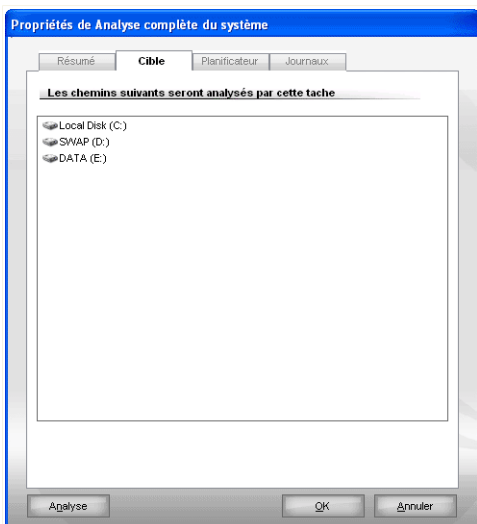 Propriétés de Analyse complète du système
Résumé Cible Planificateur Journaux
Les chemins suivants seront analysés par cette tache
Local Disk (C:)
SWAP (D:)
DATA (E:)
Analyse OK Annuler